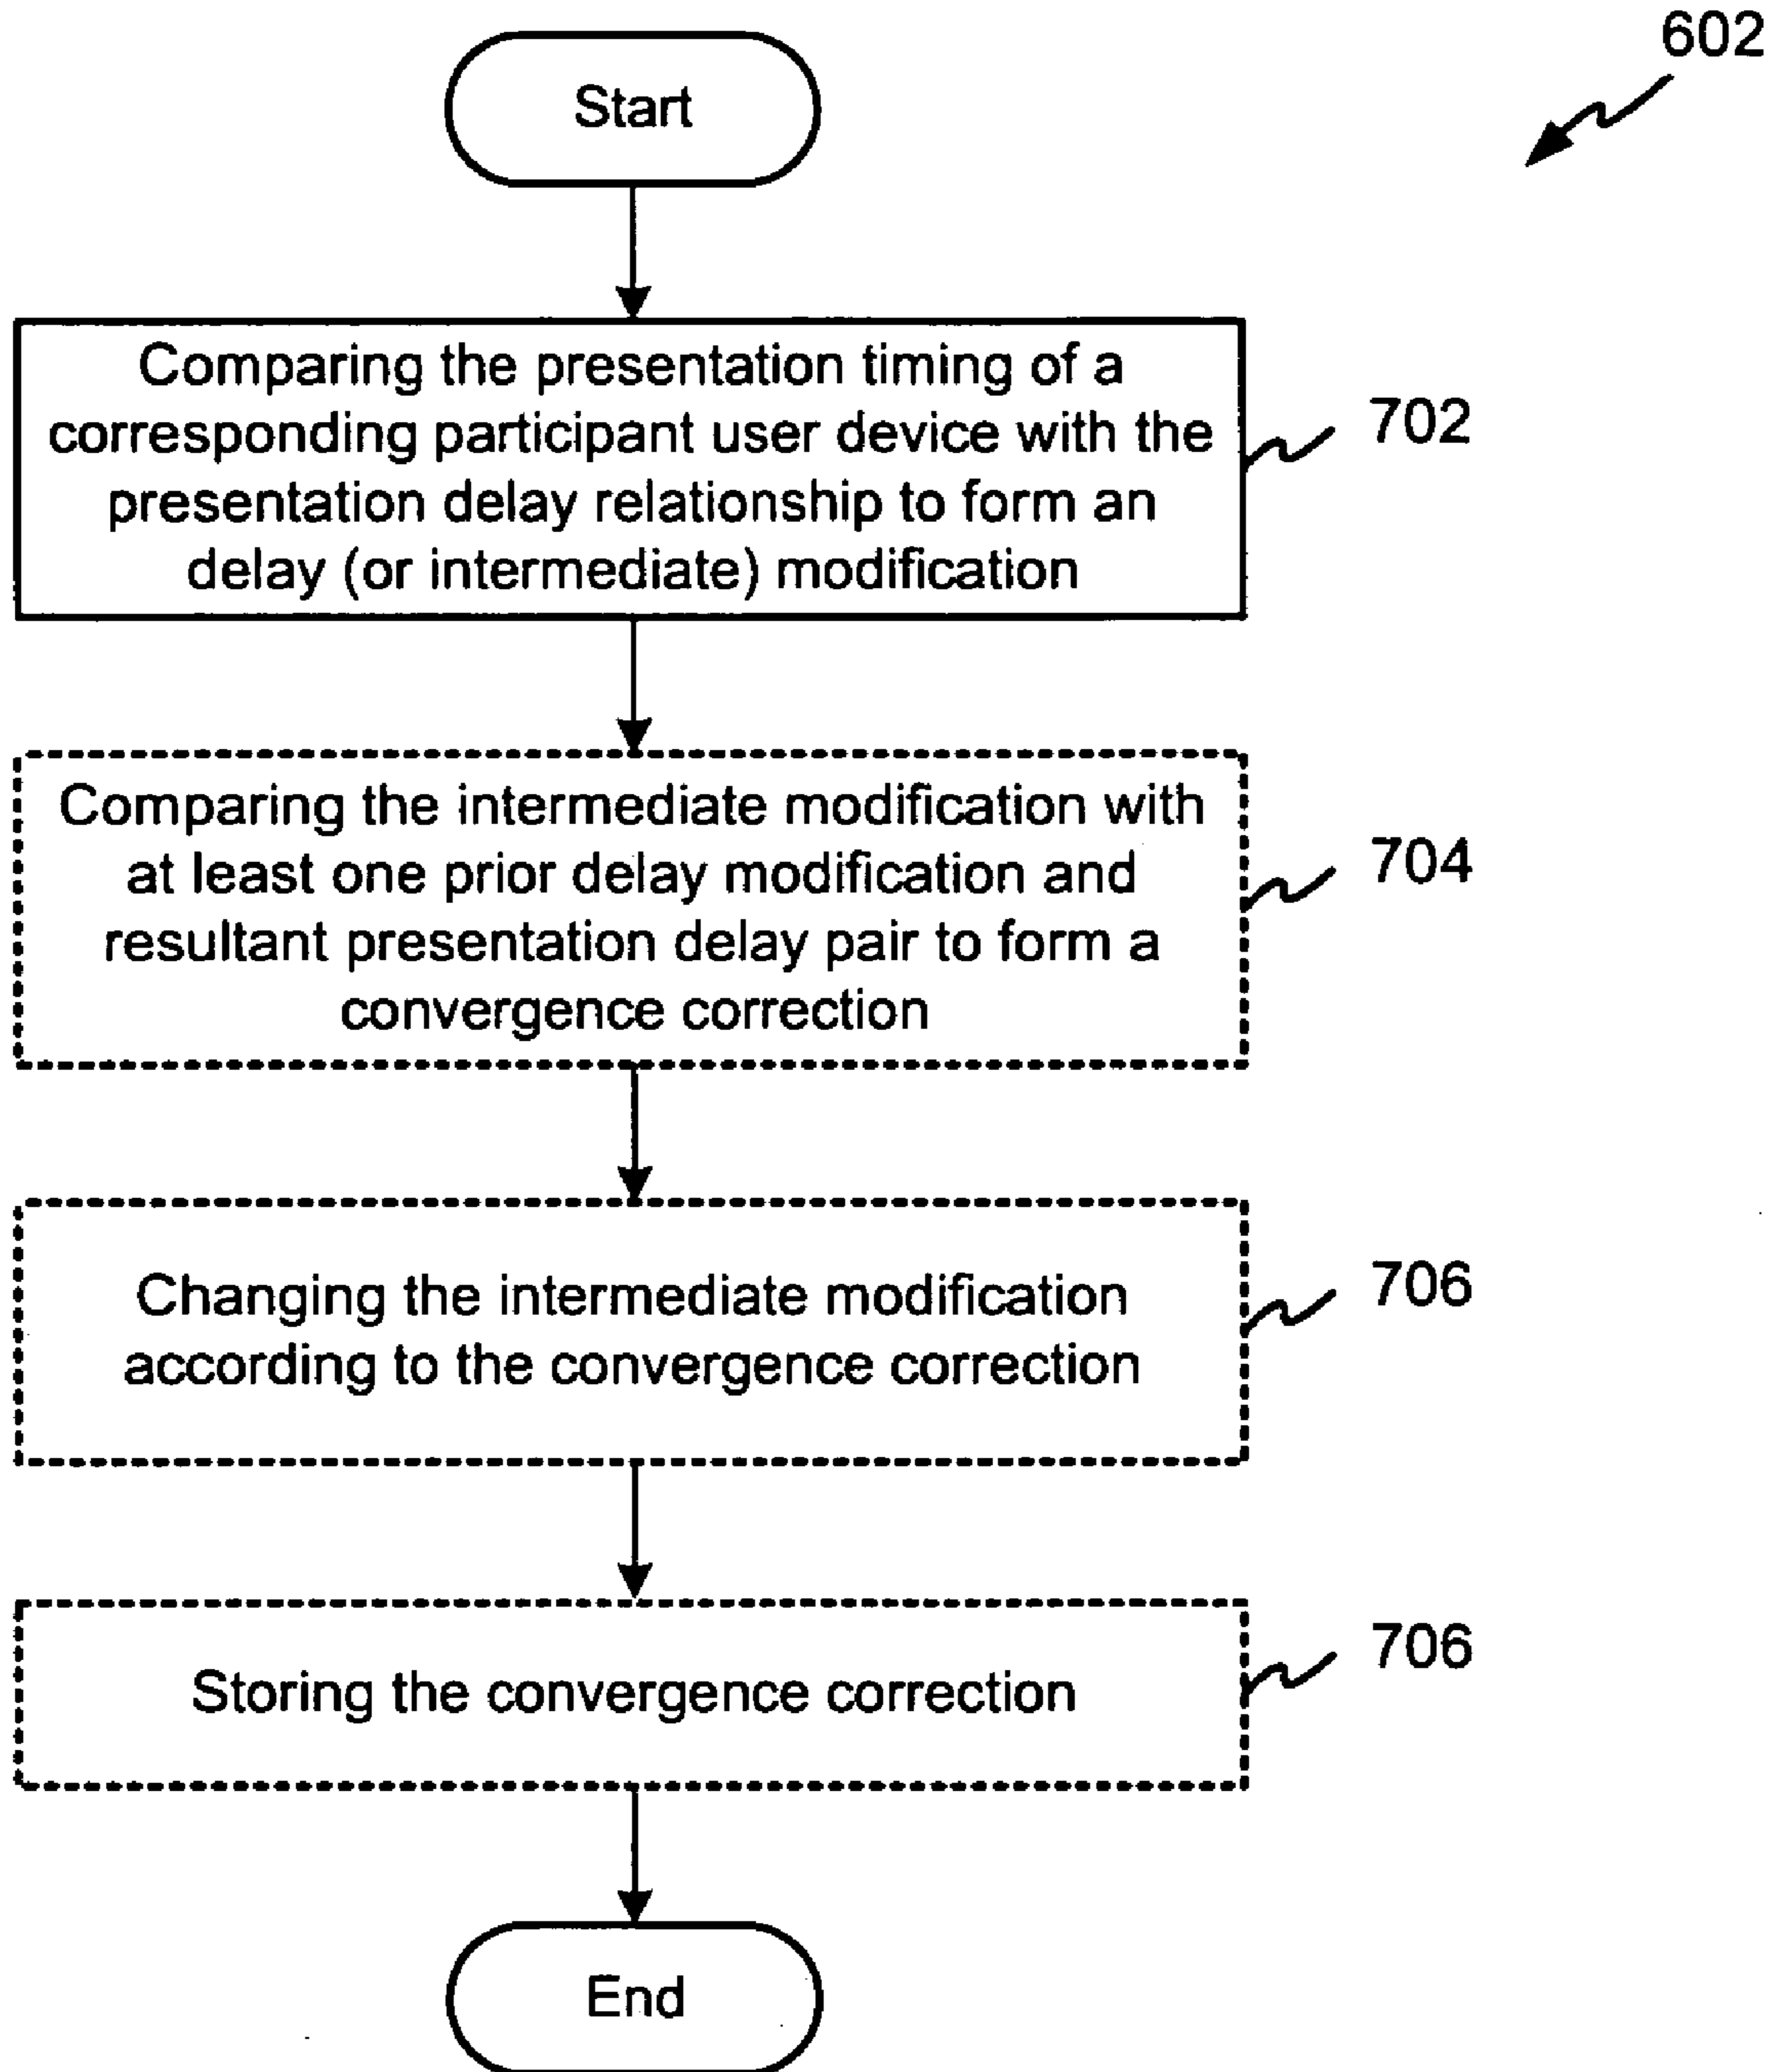 602
Start
Comparing the presentation timing of a
corresponding participant user device with the
presentation delay relationship to form an
delay (or intermediate) modification
702
Comparing the intermediate modification with
at least one prior delay modification and
resultant presentation delay pair to form a
convergence correction
704
Changing the intermediate modification
according to the convergence correction
706
Storing the convergence correction
706
End